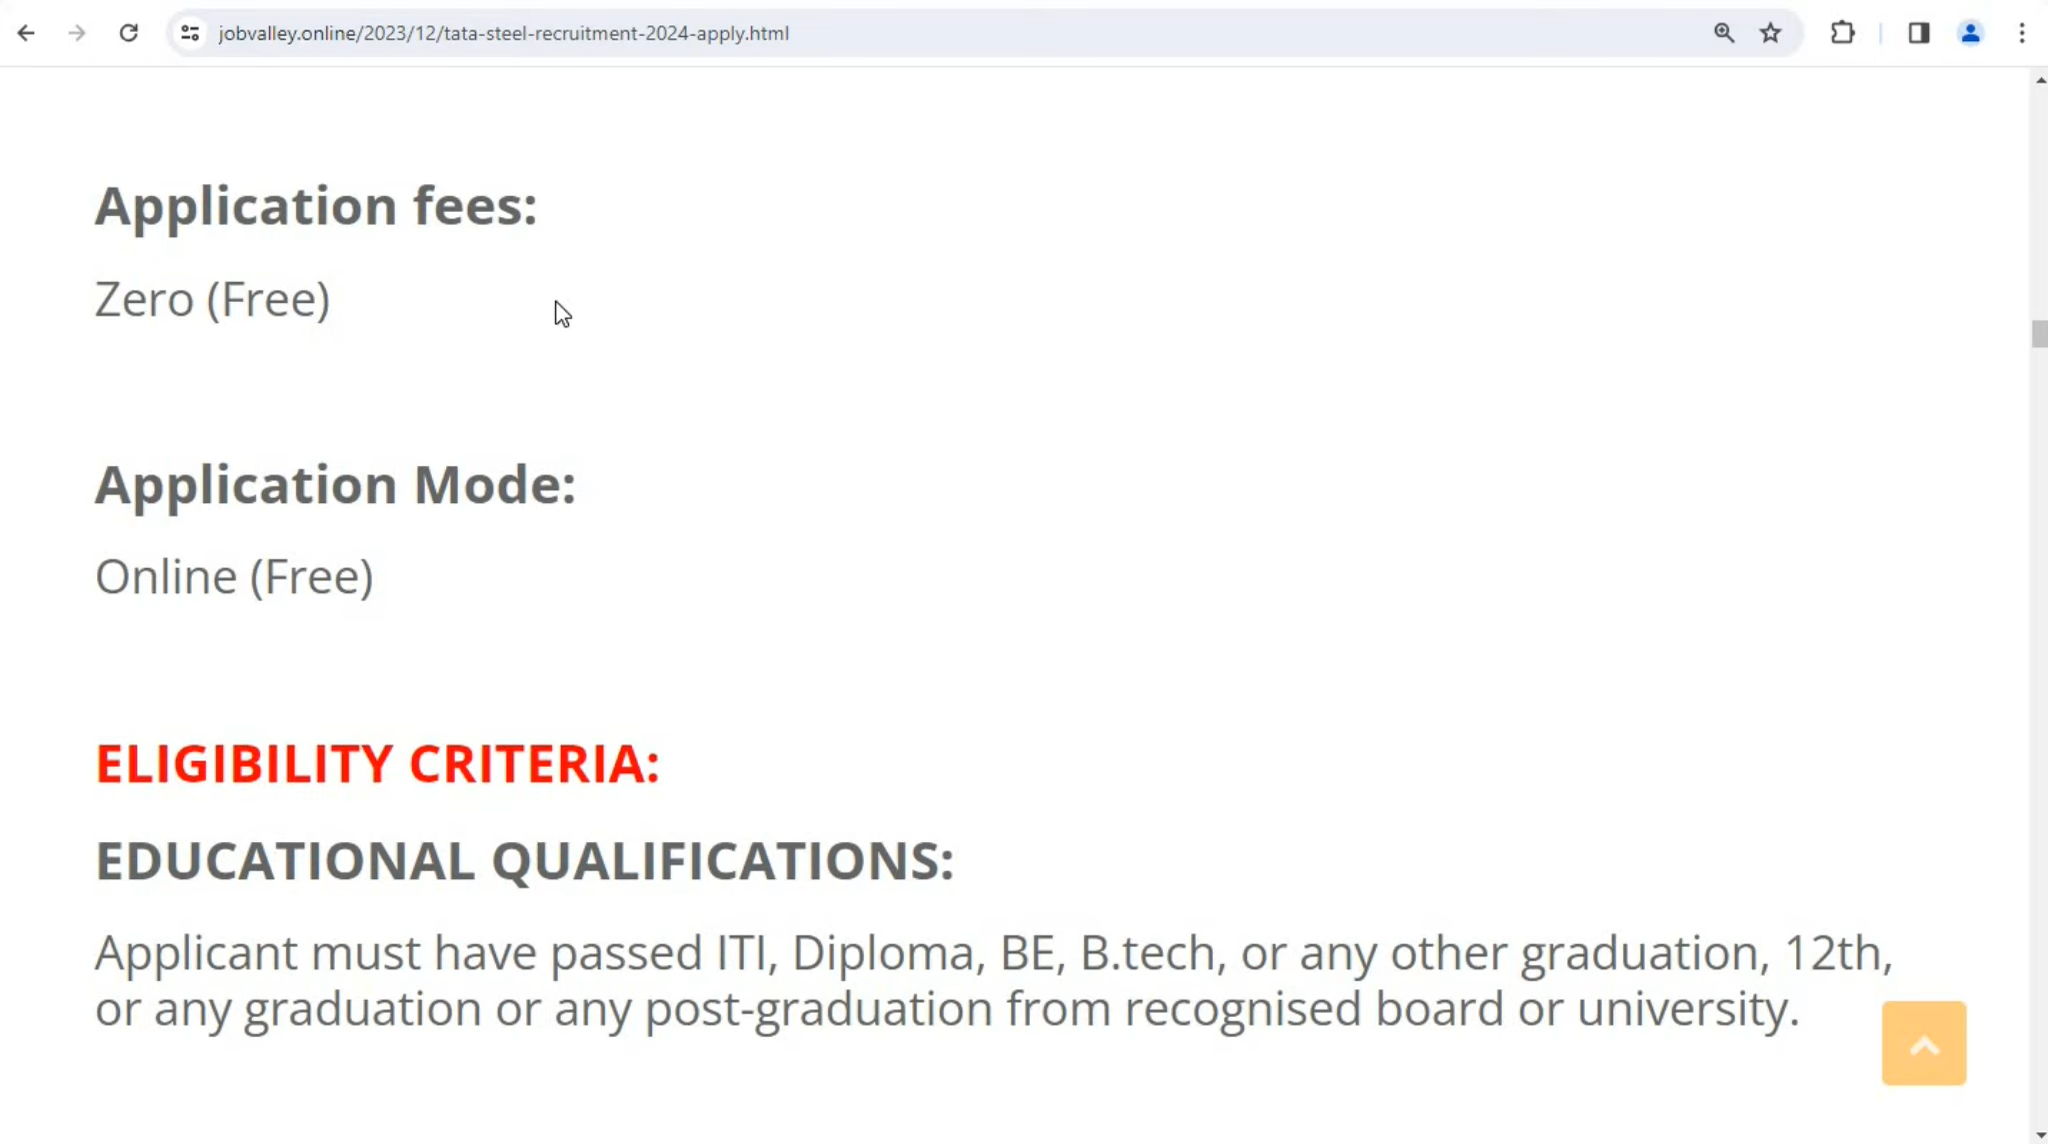 jobvalley.online/2023/12/tata-steel-recruitment-2024-apply.html
Application fees:
Zero (Free)
Application Mode:
Online (Free)
ELIGIBILITY CRITERIA:
EDUCATIONAL QUALIFICATIONS:
Applicant must have passed ITI, Diploma, BE, B.tech, or any other graduation, 12th,
or any graduation or any post-graduation from recognised board or university.